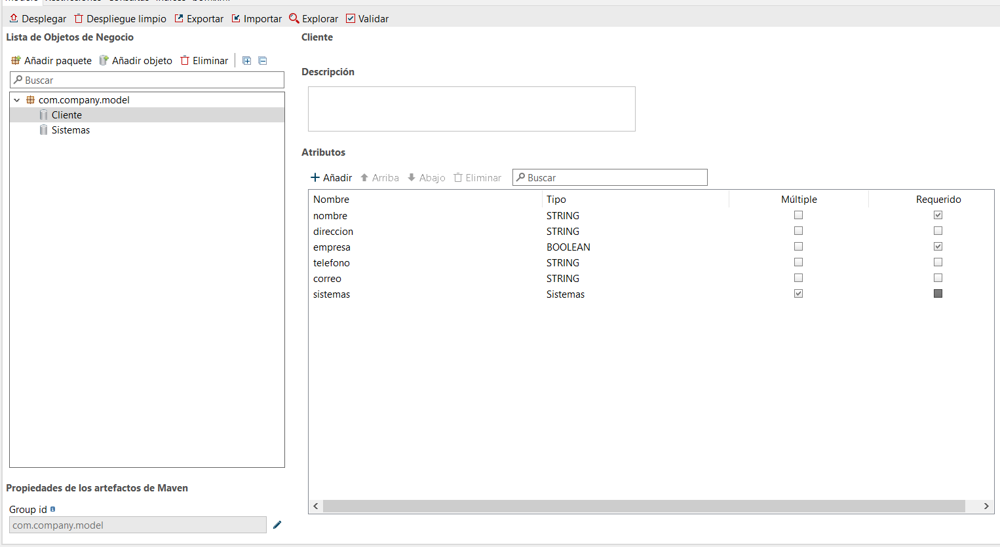 Desplegar Despliegue limpio Exportar Importar Explorar Validar
Lista de Objetos de Negocio
Añadir paquete Añadir objeto Eliminar
Buscar
com.company.model
Cliente
Sistemas
Propiedades de los artefactos de Maven
Group id
com.company.model
Cliente
Descripción
Atributos
Añadir Arriba Abajo Eliminar Buscar
Nombre Tipo Múltiple Requerido
nombre STRING
direccion STRING
empresa BOOLEAN
telefono STRING
correo STRING
sistemas Sistemas